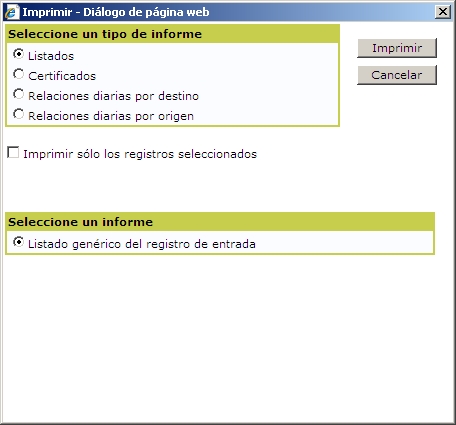 Imprimir - Diálogo de página web
Seleccione un tipo de informe
Listados
Certificados
Relaciones diarias por destino
Relaciones diarias por origen
Imprimir
Cancelar
Imprimir sólo los registros seleccionados
Seleccione un informe
Listado genérico del registro de entrada